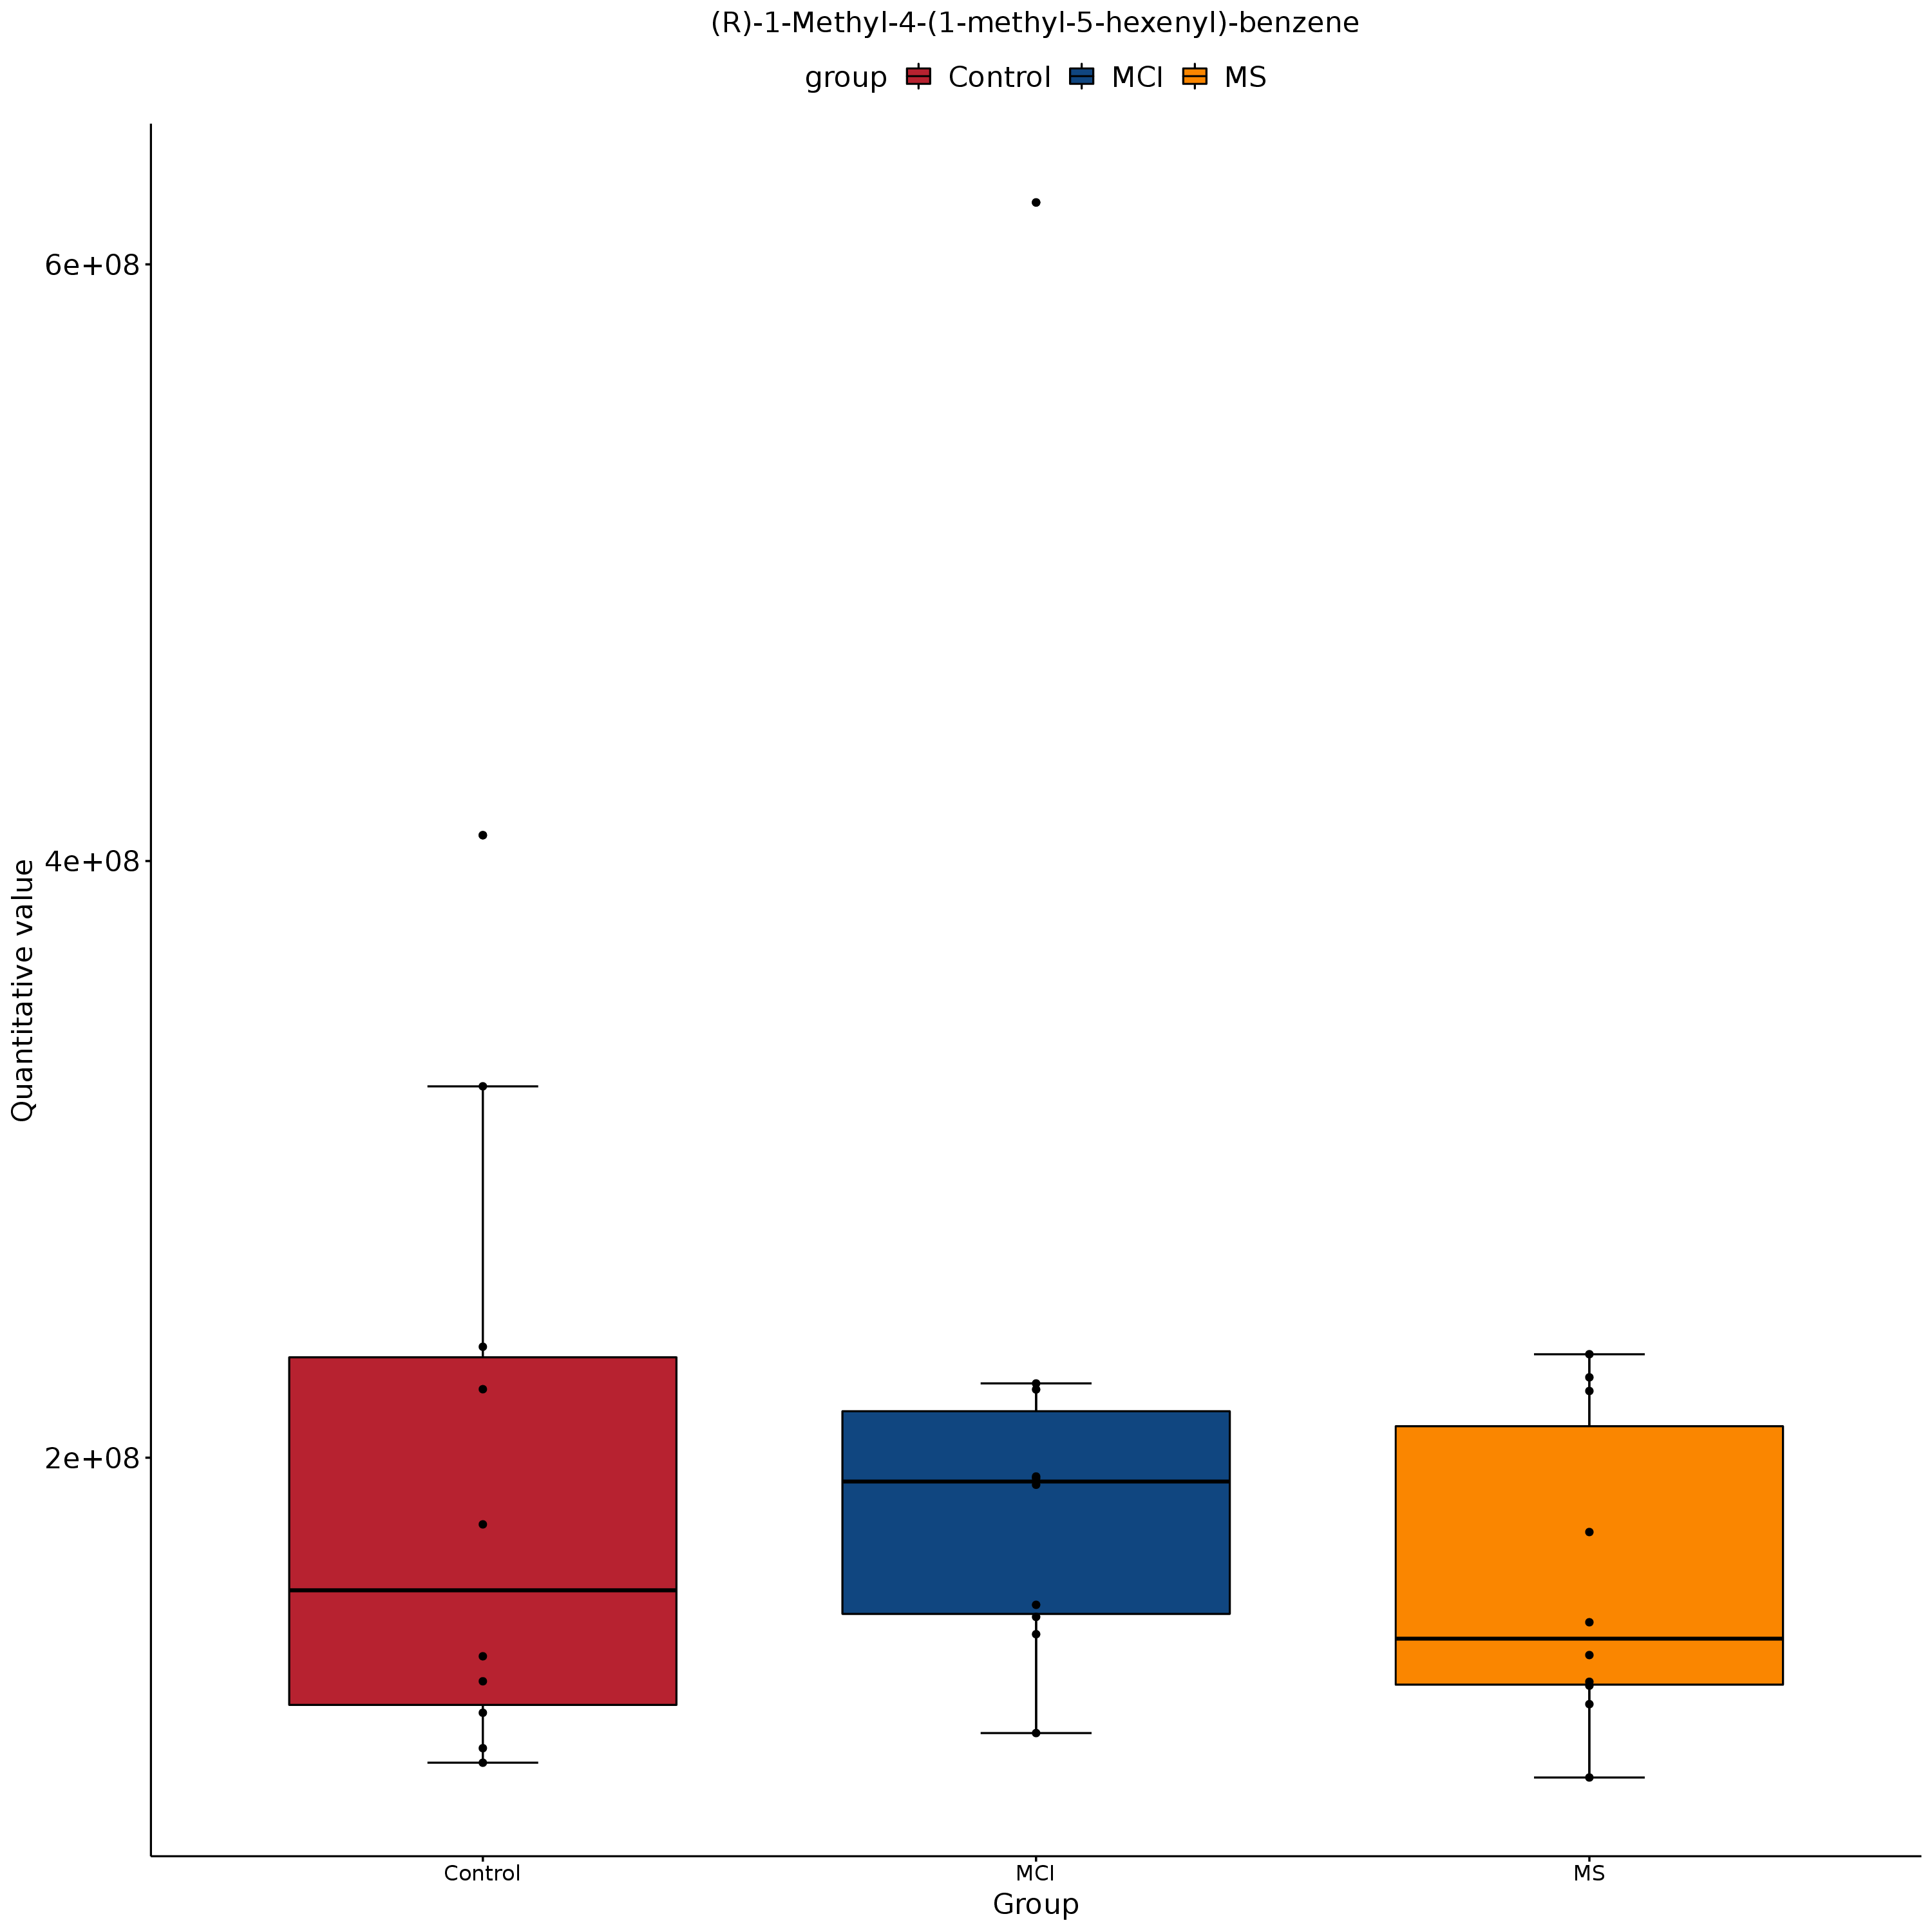 (R)-1-Methyl-4-(1-methyl-5-hexenyl)-benzene
group Control MCI MS
6e+08
4e+08
2e+08
Quantitative value
Control MCI MS
Group